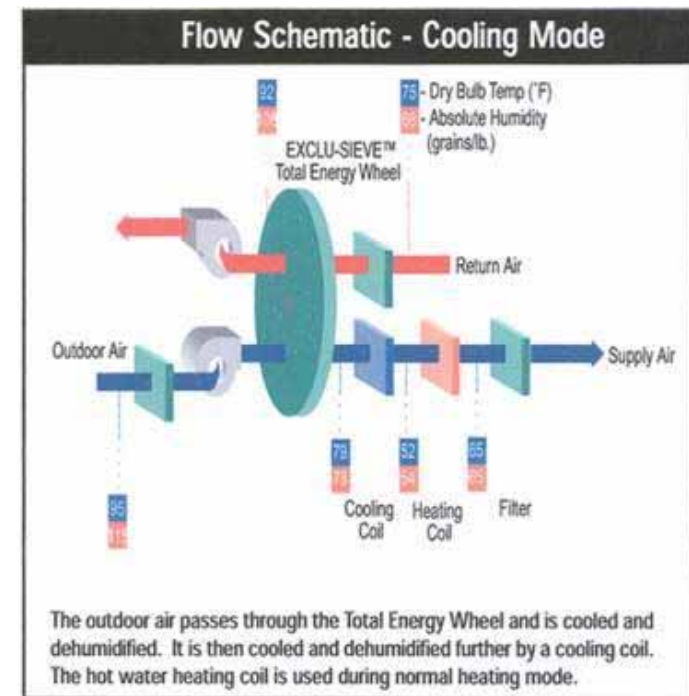 Flow Schematic - Cooling Mode
92
75 - Dry Bulb Temp (°F)
- Absolute Humidity
(grains/lb.)
EXCLU-SIEVE™
Total Energy Wheel
Return Air
Outdoor Air
Supply Air
79
52
55
95
Cooling
Coil
Heating
Coil
Filter
The outdoor air passes through the Total Energy Wheel and is cooled and
dehumidified. It is then cooled and dehumidified further by a cooling coil.
The hot water heating coil is used during normal heating mode.